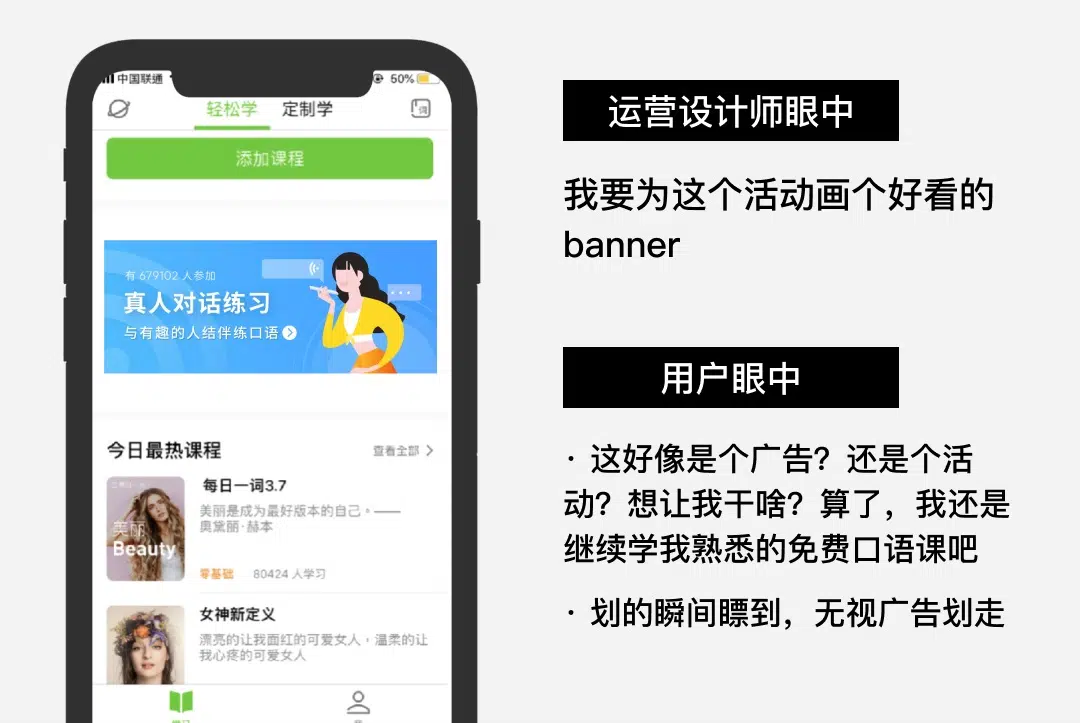 中国联通
50%
轻松学 定制学
词
添加课程
有 679102 人参加
真人对话练习
与有趣的人结伴练口语
今日最热课程
查看全部
美丽
Beauty
每日一词3.7
美丽是成为最好版本的自己。——
奥黛丽·赫本
零基础 80424 人学习
女神新定义
漂亮的让我面红的可爱女人，温柔的让
我心疼的可爱女人
运营设计师眼中
我要为这个活动画个好看的
banner
用户眼中
· 这好像是个广告？还是个活
动？想让我干啥？算了，我还是
继续学我熟悉的免费口语课吧
· 划的瞬间瞟到，无视广告划走